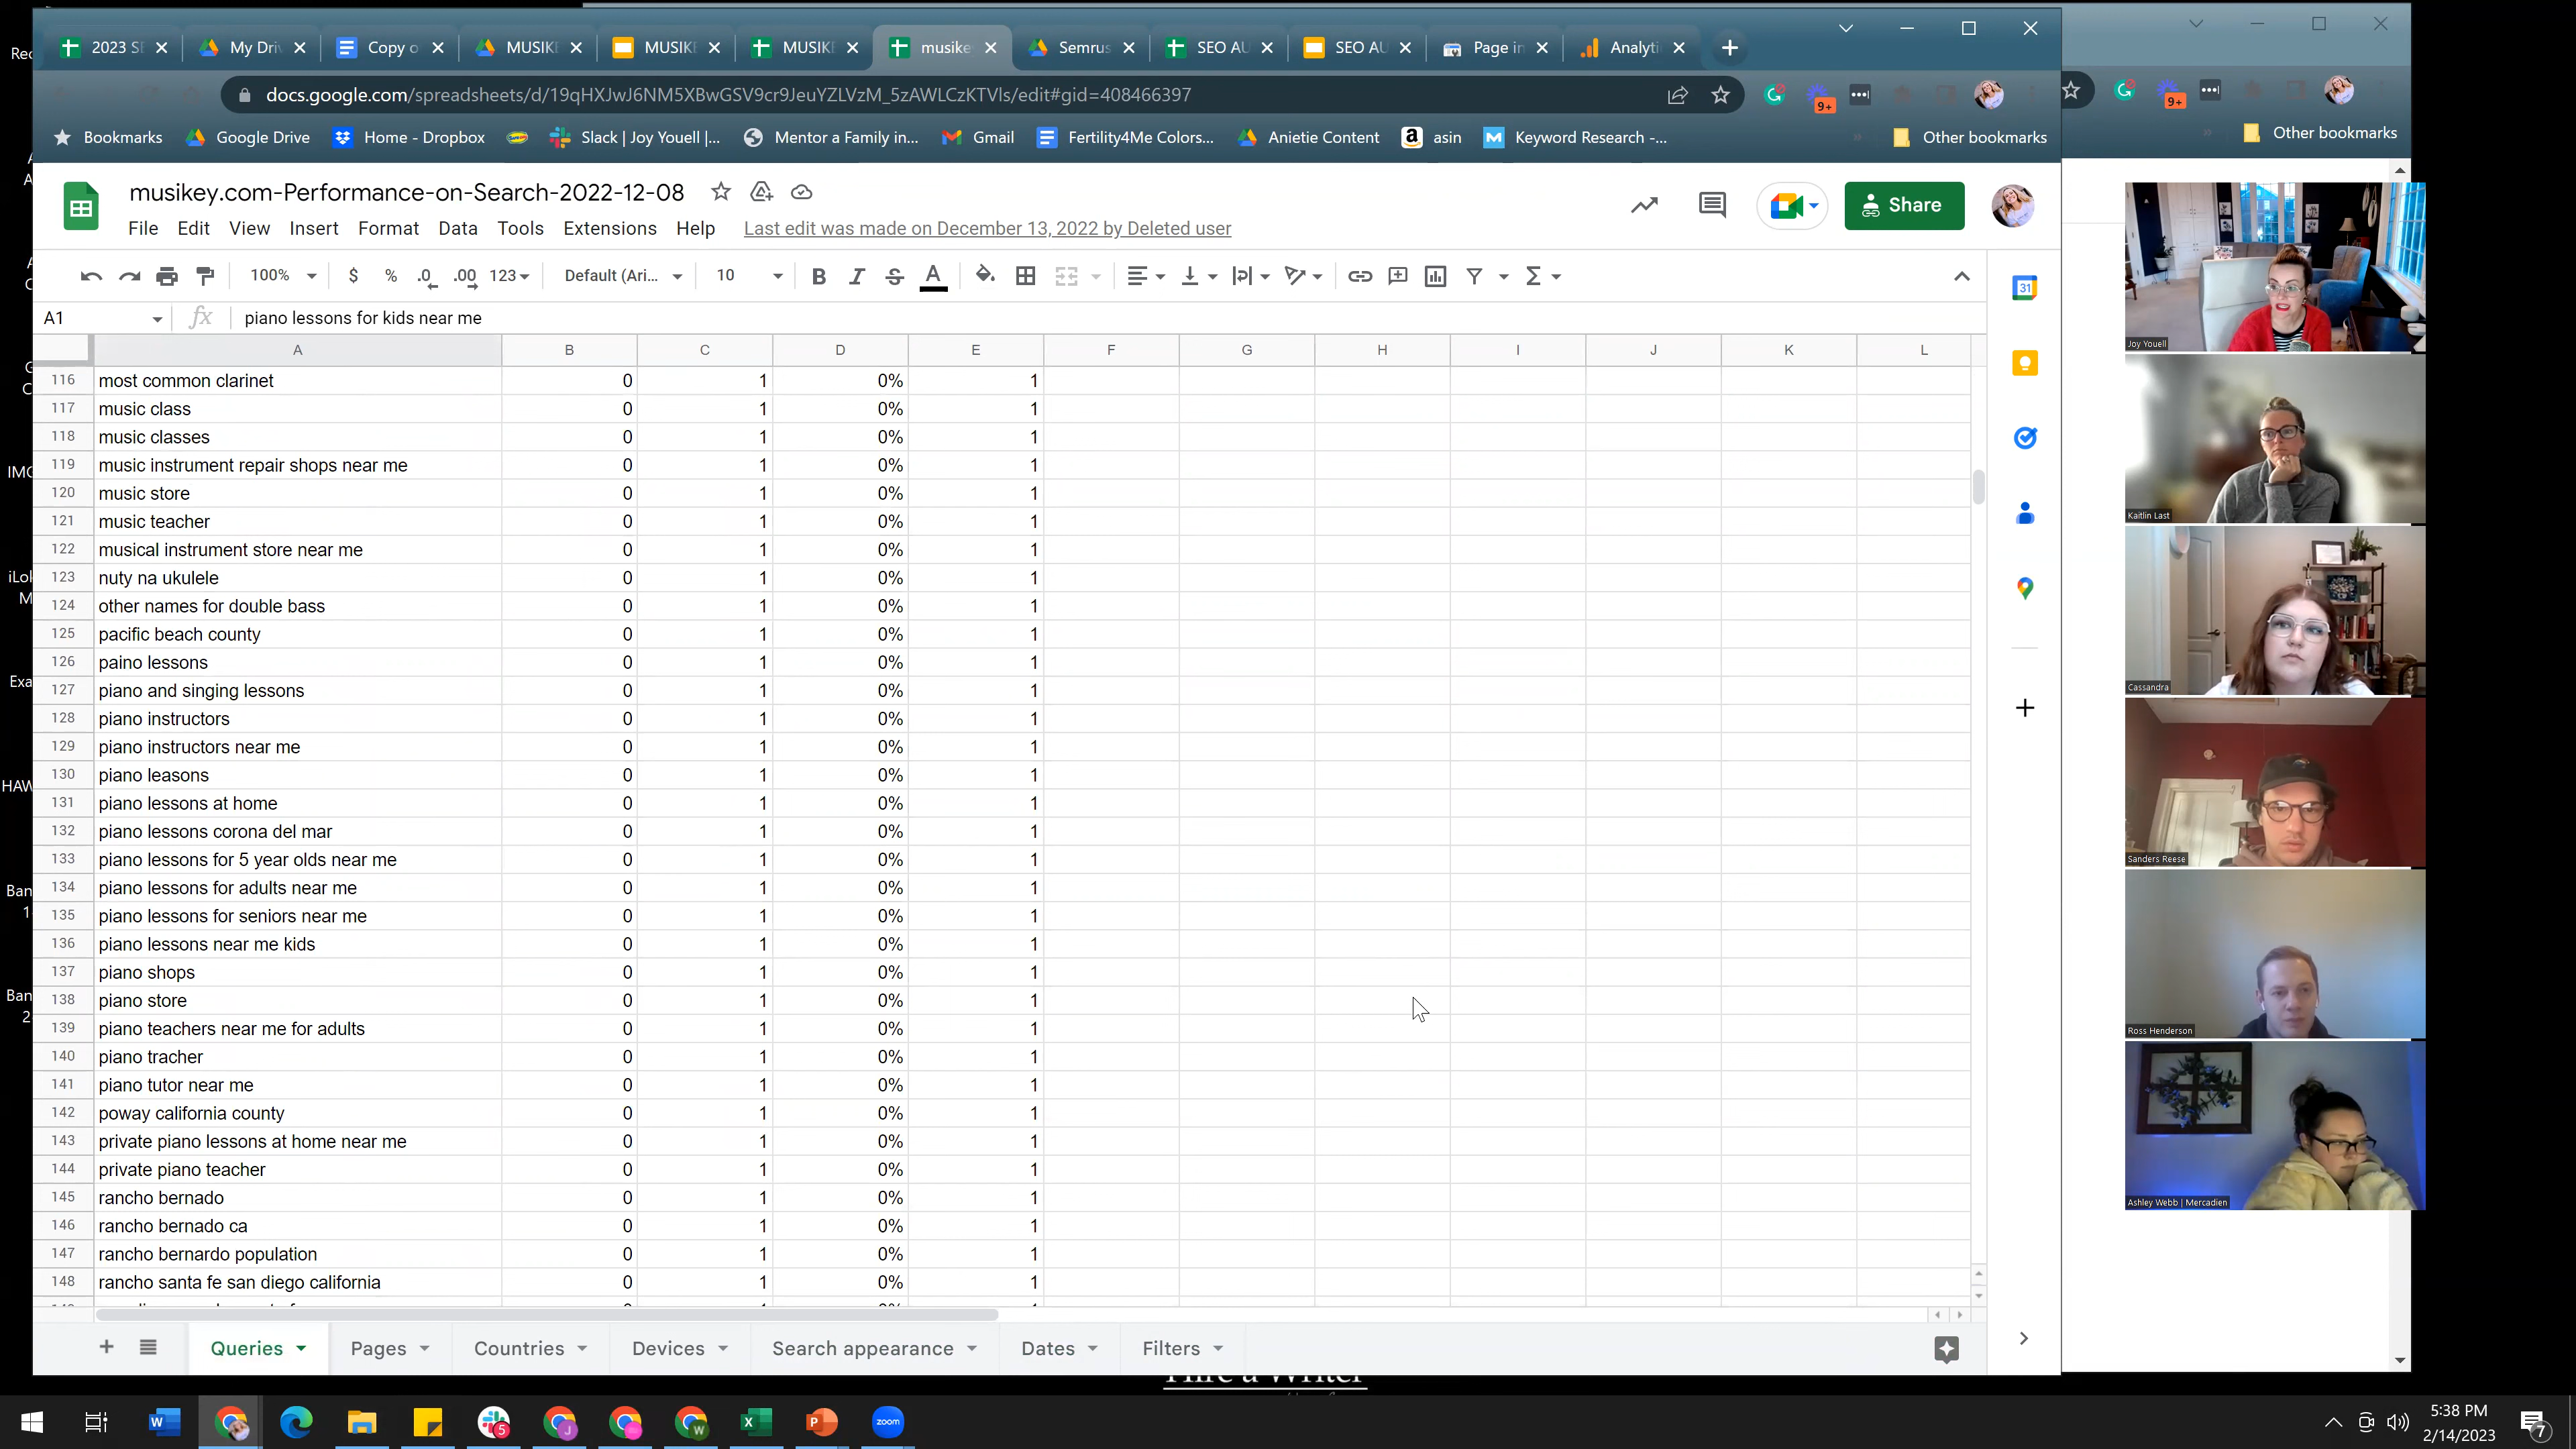 2023 SE
My Dri
Copy o
MUSIKE
MUSIKE
MUSIKE
musike
Semrus
SEO AU
SEO AU
Page in
Analyti
docs.google.com/spreadsheets/d/19qHXJwJ6NM5XBwGSV9cr9JeuYZLVzM_5zAWLCzKTVls/edit#gid=408466397
Bookmarks
Google Drive
Home - Dropbox
Slack | Joy Youell |...
Mentor a Family in...
Gmail
Fertility4Me Colors...
Anietie Content
asin
Keyword Research -...
Other bookmarks
Other bookmarks
musikey.com-Performance-on-Search-2022-12-08
Share
File Edit View Insert Format Data Tools Extensions Help Last edit was made on December 13, 2022 by Deleted user
100% $ % .0 .00 123 Default (Ari... 10 B I S A
A1 fx piano lessons for kids near me
A B C D E F G H I J K L
116 most common clarinet 0 1 0% 1
117 music class 0 1 0% 1
118 music classes 0 1 0% 1
119 music instrument repair shops near me 0 1 0% 1
120 music store 0 1 0% 1
121 music teacher 0 1 0% 1
122 musical instrument store near me 0 1 0% 1
123 nuty na ukulele 0 1 0% 1
124 other names for double bass 0 1 0% 1
125 pacific beach county 0 1 0% 1
126 paino lessons 0 1 0% 1
127 piano and singing lessons 0 1 0% 1
128 piano instructors 0 1 0% 1
129 piano instructors near me 0 1 0% 1
130 piano leasons 0 1 0% 1
131 piano lessons at home 0 1 0% 1
132 piano lessons corona del mar 0 1 0% 1
133 piano lessons for 5 year olds near me 0 1 0% 1
134 piano lessons for adults near me 0 1 0% 1
135 piano lessons for seniors near me 0 1 0% 1
136 piano lessons near me kids 0 1 0% 1
137 piano shops 0 1 0% 1
138 piano store 0 1 0% 1
139 piano teachers near me for adults 0 1 0% 1
140 piano tracher 0 1 0% 1
141 piano tutor near me 0 1 0% 1
142 poway california county 0 1 0% 1
143 private piano lessons at home near me 0 1 0% 1
144 private piano teacher 0 1 0% 1
145 rancho bernado 0 1 0% 1
146 rancho bernado ca 0 1 0% 1
147 rancho bernardo population 0 1 0% 1
148 rancho santa fe san diego california 0 1 0% 1
Queries Pages Countries Devices Search appearance Dates Filters
Joy Youell
Kaitlin Last
Cassandra
Sanders Reese
Ross Henderson
Ashley Webb | Mercadien
Hire a Writer
5:38 PM
2/14/2023